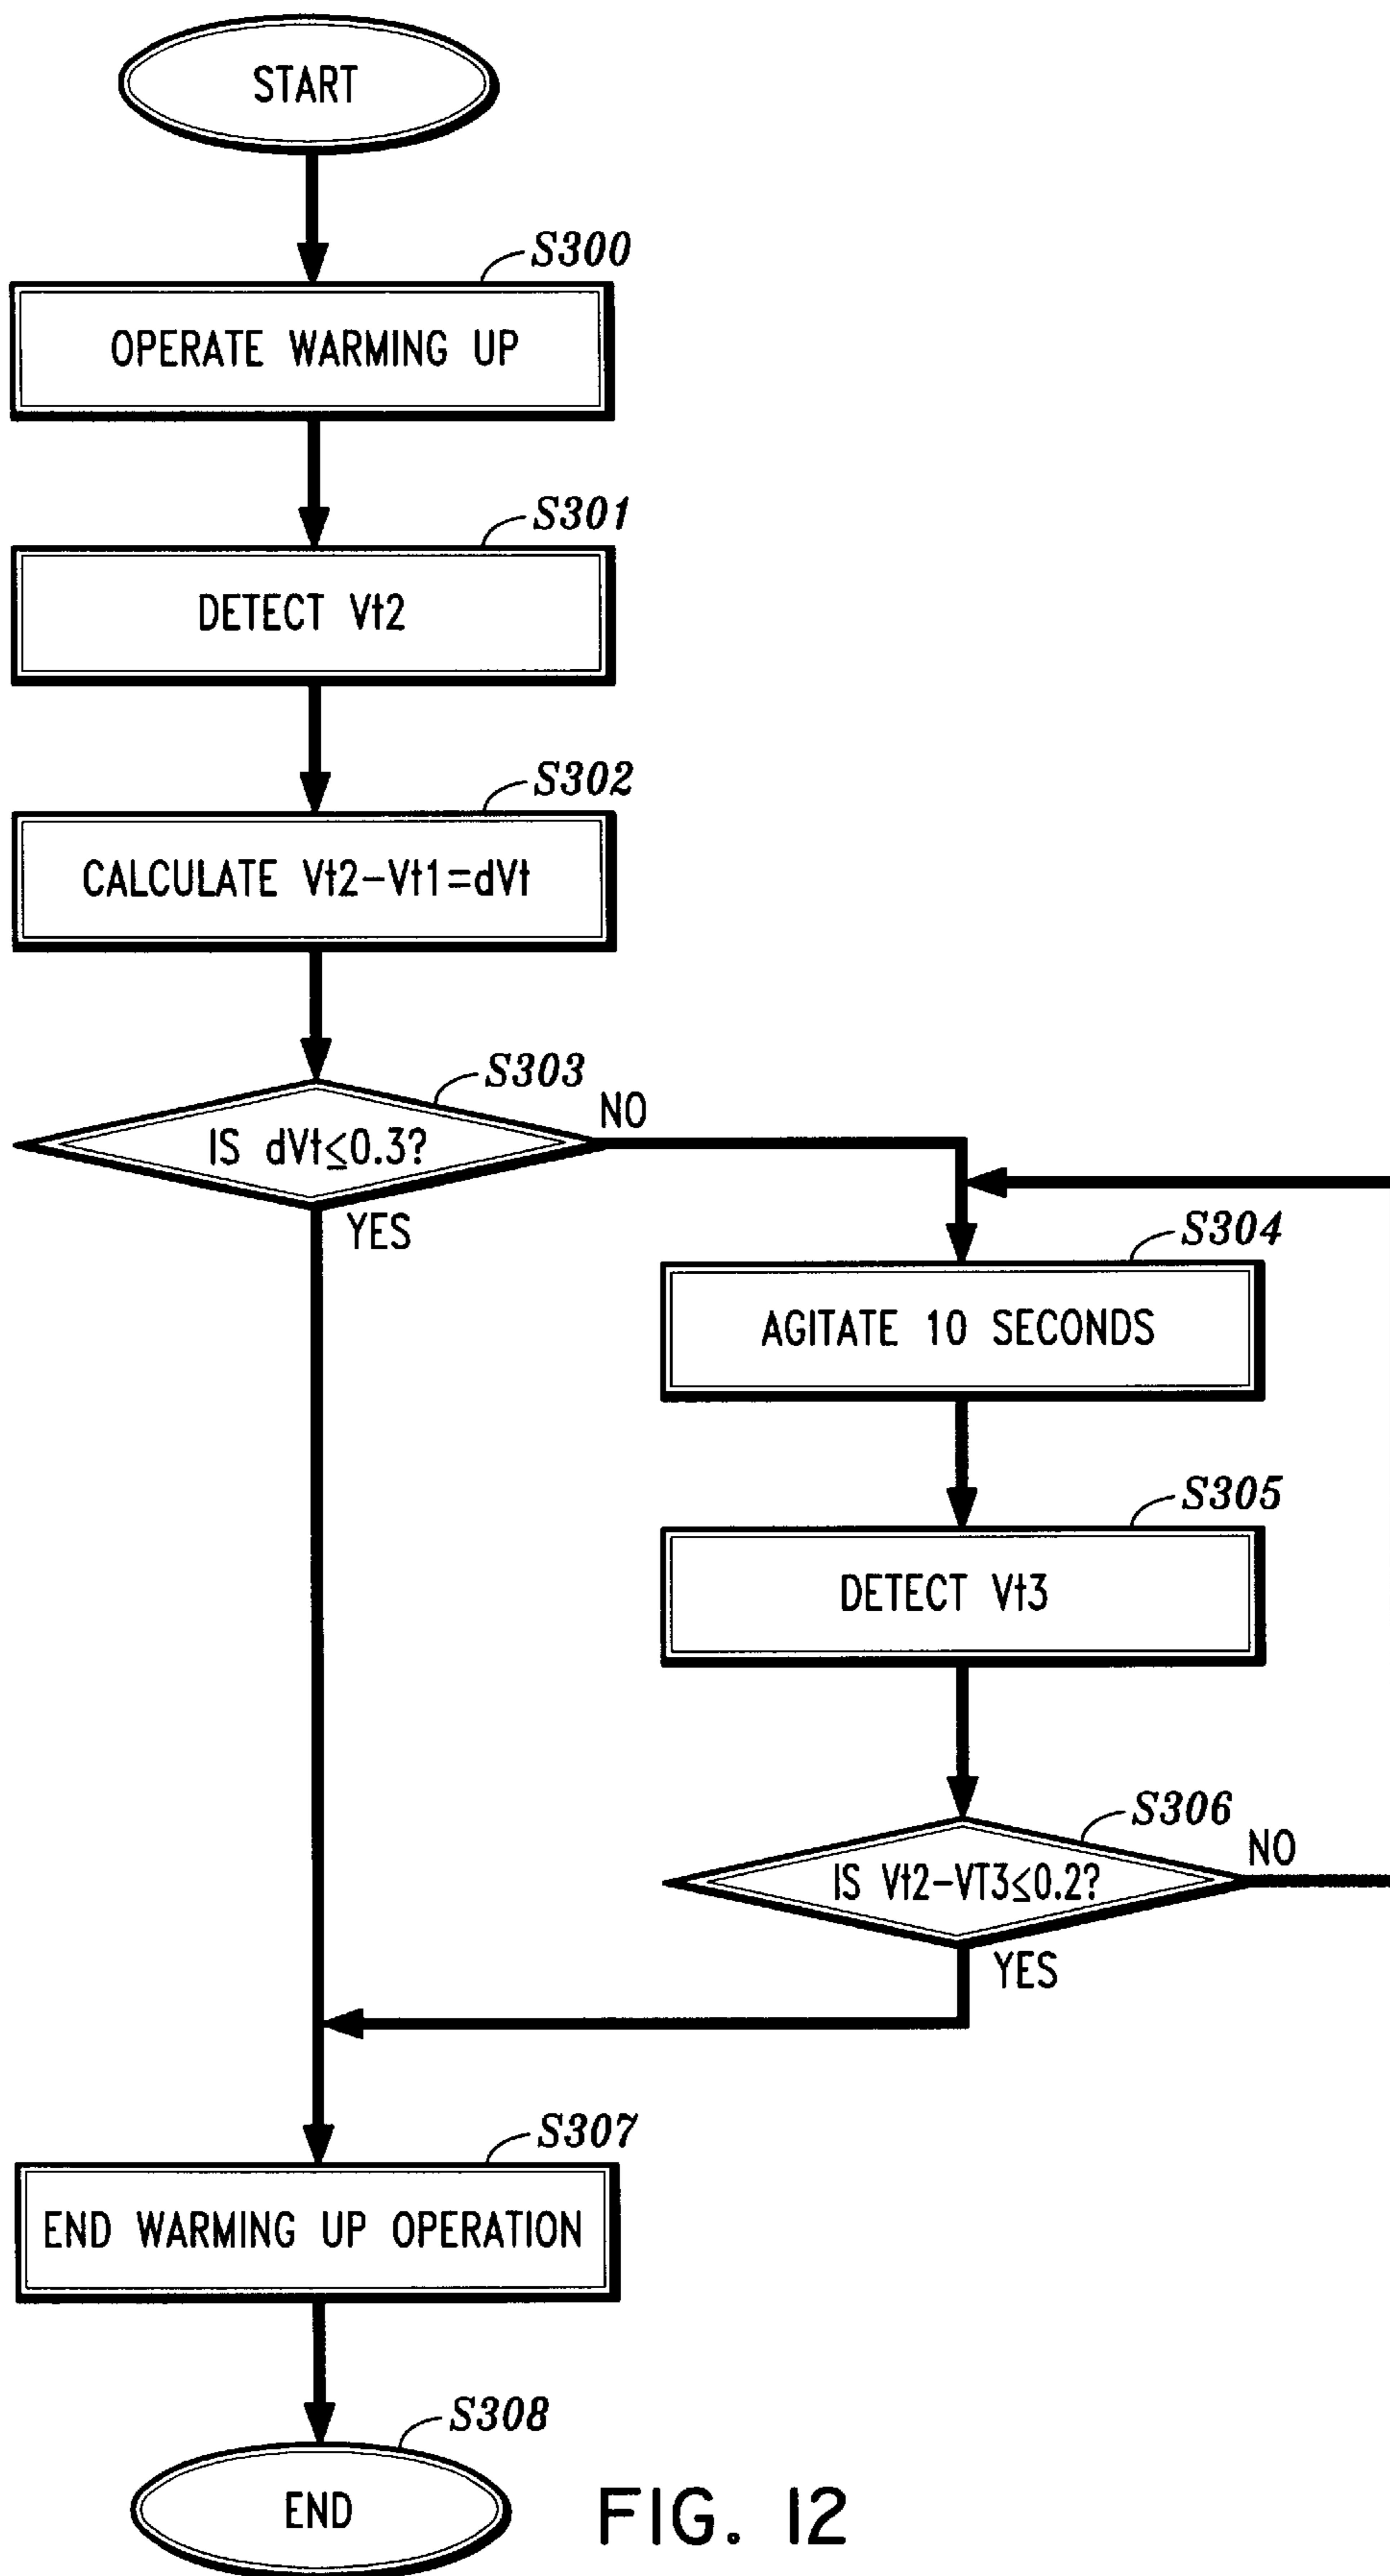 START
S300
OPERATE WARMING UP
S301
DETECT Vt2
S302
CALCULATE Vt2-Vt1=dVt
S303
IS dVt≤0.3?
NO
YES
S304
AGITATE 10 SECONDS
S305
DETECT Vt3
S306
IS Vt2-VT3≤0.2?
NO
YES
S307
END WARMING UP OPERATION
S308
END
FIG. 12